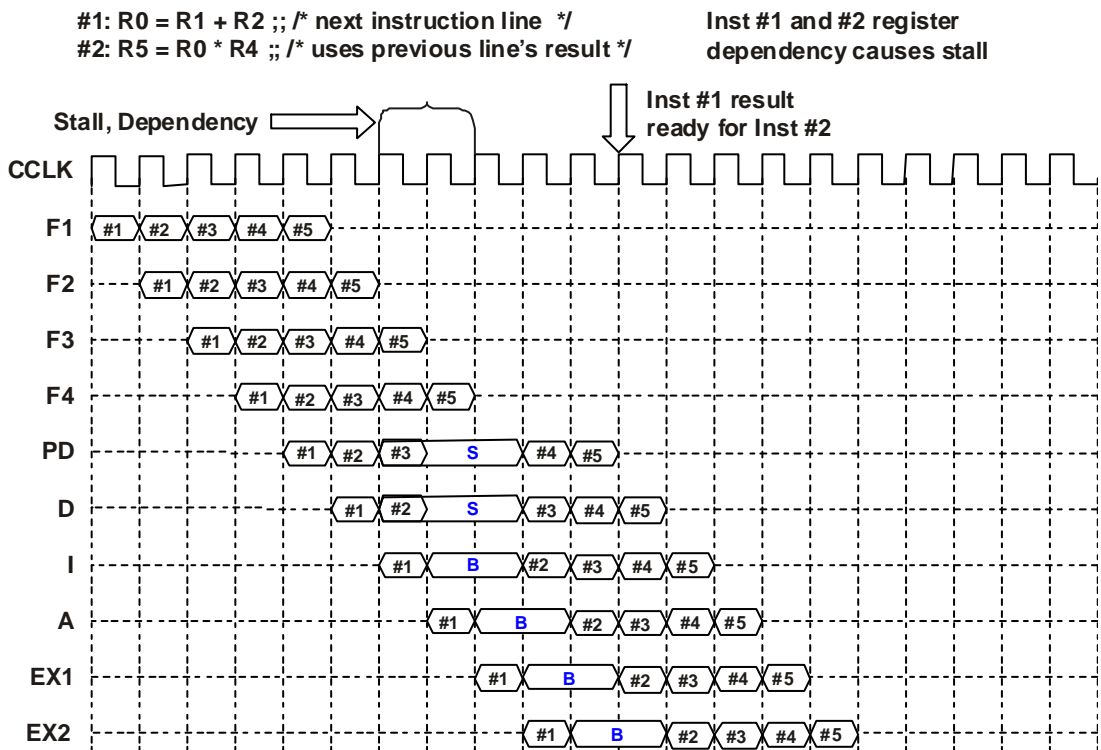 #1: R0 = R1 + R2 ;; /* next instruction line */
#2: R5 = R0 * R4 ;; /* uses previous line's result */
Inst #1 and #2 register
dependency causes stall
Stall, Dependency
Inst #1 result
ready for Inst #2
CCLK
F1 #1 #2 #3 #4 #5
F2 #1 #2 #3 #4 #5
F3 #1 #2 #3 #4 #5
F4 #1 #2 #3 #4 #5
PD #1 #2 #3 S #4 #5
D #1 #2 S #3 #4 #5
I #1 B #2 #3 #4 #5
A #1 B #2 #3 #4 #5
EX1 #1 B #2 #3 #4 #5
EX2 #1 B #2 #3 #4 #5